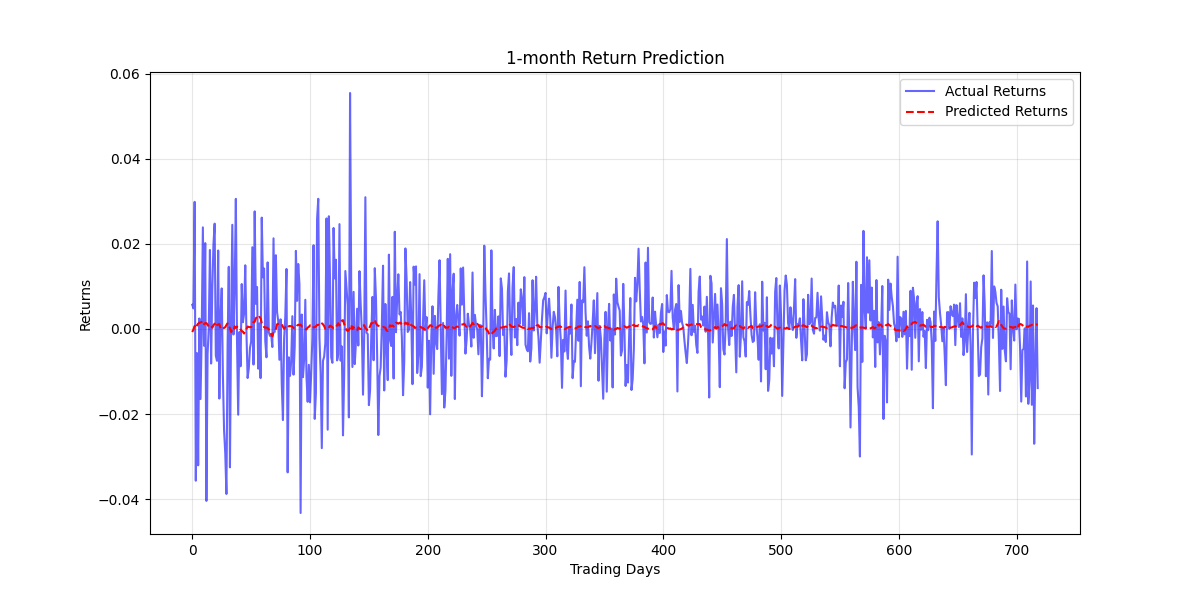 1-month Return Prediction
Actual Returns
Predicted Returns
Returns
0.06
0.04
0.02
0.00
−0.02
−0.04
0 100 200 300 400 500 600 700
Trading Days